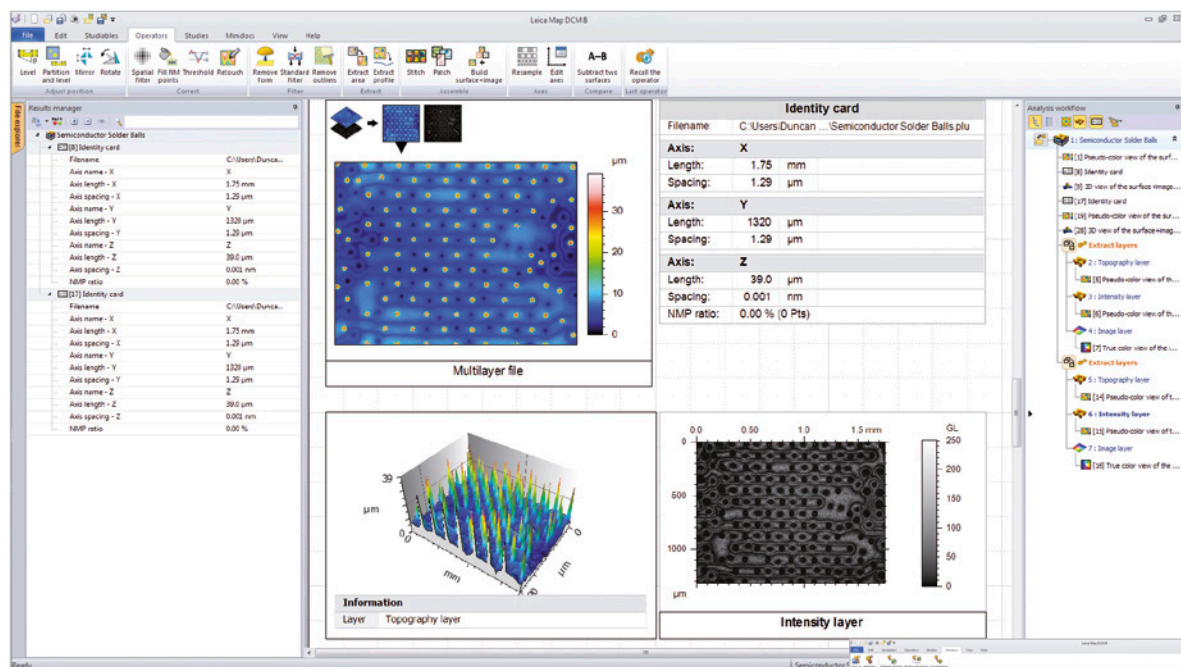 Leica Map DCM8
File Edit Studiables Operators Studies Minidocs View Help
Level Partition and level Mirror Rotate Spatial filter Fill NM points Threshold Retouch Remove form Standard filter Remove outliers Extract area Extract profile Stitch Patch Build surface+image Resample Edit axes A-B Subtract two surfaces Recall the operator
Adjust position Correct Filter Extract Assemble Axes Compare Last operator
File explorer
Results manager
Semiconductor Solder Balls
[8] Identity card
Filename C:\Users\Duncan...
Axis name - X X
Axis length - X 1.75 mm
Axis spacing - X 1.29 µm
Axis name - Y Y
Axis length - Y 1320 µm
Axis spacing - Y 1.29 µm
Axis name - Z Z
Axis length - Z 39.0 µm
Axis spacing - Z 0.001 nm
NMP ratio 0.00 %
[17] Identity card
Filename C:\Users\Duncan...
Axis name - X X
Axis length - X 1.75 mm
Axis spacing - X 1.29 µm
Axis name - Y Y
Axis length - Y 1320 µm
Axis spacing - Y 1.29 µm
Axis name - Z Z
Axis length - Z 39.0 µm
Axis spacing - Z 0.001 nm
NMP ratio 0.00 %
µm
30
20
10
0
Multilayer file
Identity card
Filename: C:\Users\Duncan ...\Semiconductor Solder Balls.plu
Axis: X
Length: 1.75 mm
Spacing: 1.29 µm
Axis: Y
Length: 1320 µm
Spacing: 1.29 µm
Axis: Z
Length: 39.0 µm
Spacing: 0.001 nm
NMP ratio: 0.00 % (0 Pts)
39
µm
0
0
mm
µm
0
Information
Layer Topography layer
0.0 0.50 1.0 1.5 mm
0
500
1000
µm
GL
250
200
150
100
50
0
Intensity layer
Analysis workflow
1 : Semiconductor Solder Balls
[1] Pseudo-color view of the surf...
[8] Identity card
[9] 3D view of the surface+image...
[17] Identity card
[19] Pseudo-color view of the sur...
[28] 3D view of the surface+imag...
Extract layers
2 : Topography layer
[5] Pseudo-color view of th...
3 : Intensity layer
[6] Pseudo-color view of th...
4 : Image layer
[7] True color view of the ...
Extract layers
5 : Topography layer
[14] Pseudo-color view of t...
6 : Intensity layer
[15] Pseudo-color view of t...
7 : Image layer
[16] True color view of the ...
Ready